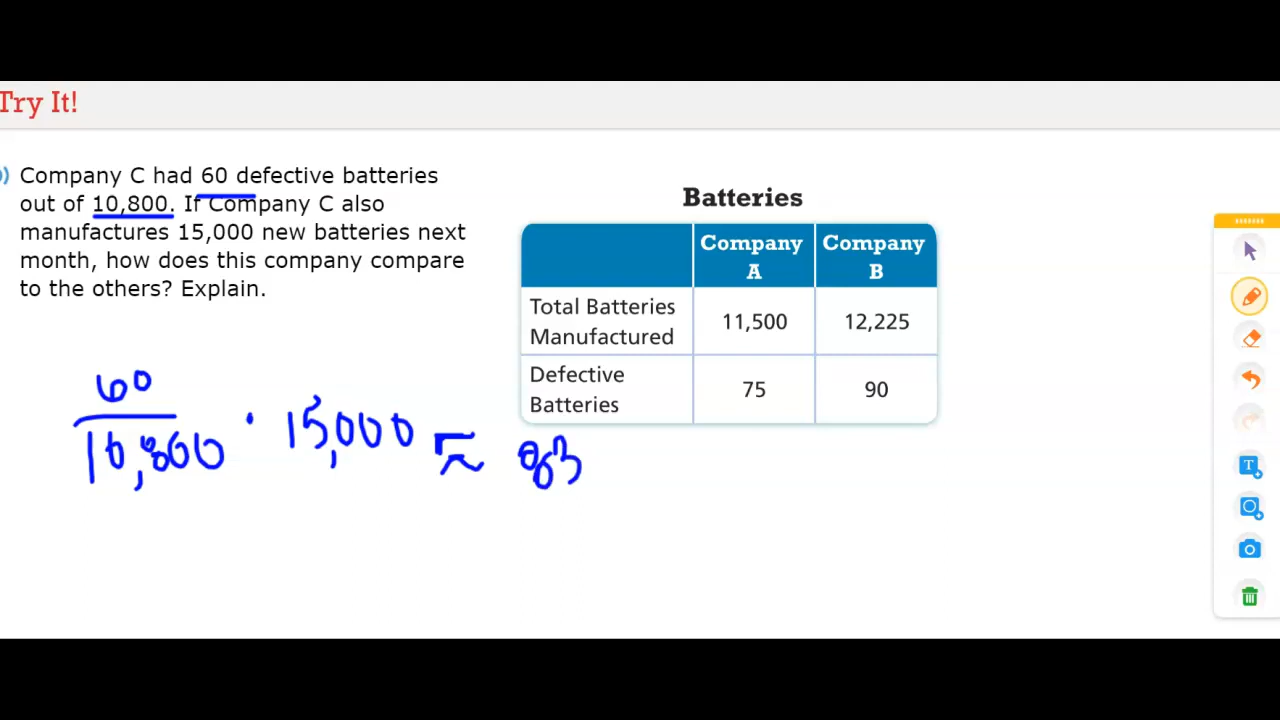 Try It!
) Company C had 60 defective batteries
out of 10,800. If Company C also
manufactures 15,000 new batteries next
month, how does this company compare
to the others? Explain.
Batteries
Company A
Company B
Total Batteries Manufactured
11,500
12,225
Defective Batteries
75
90
60
10,800
· 15,000 ≈ 83
T